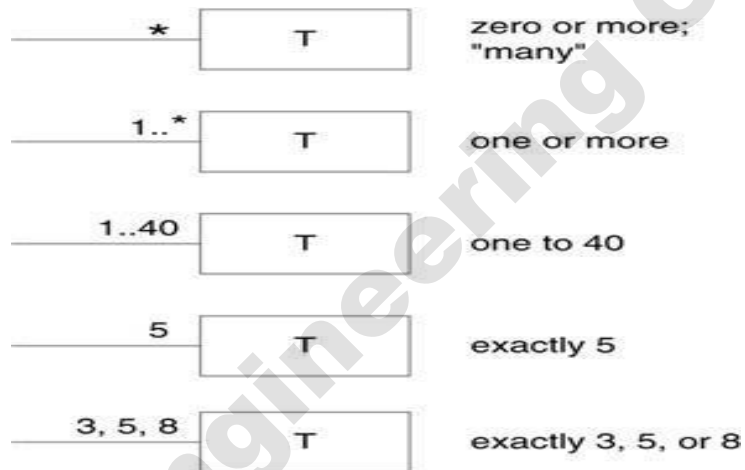 * T zero or more;
"many"
1..* T one or more
1..40 T one to 40
5 T exactly 5
3, 5, 8 T exactly 3, 5, or 8
gineering